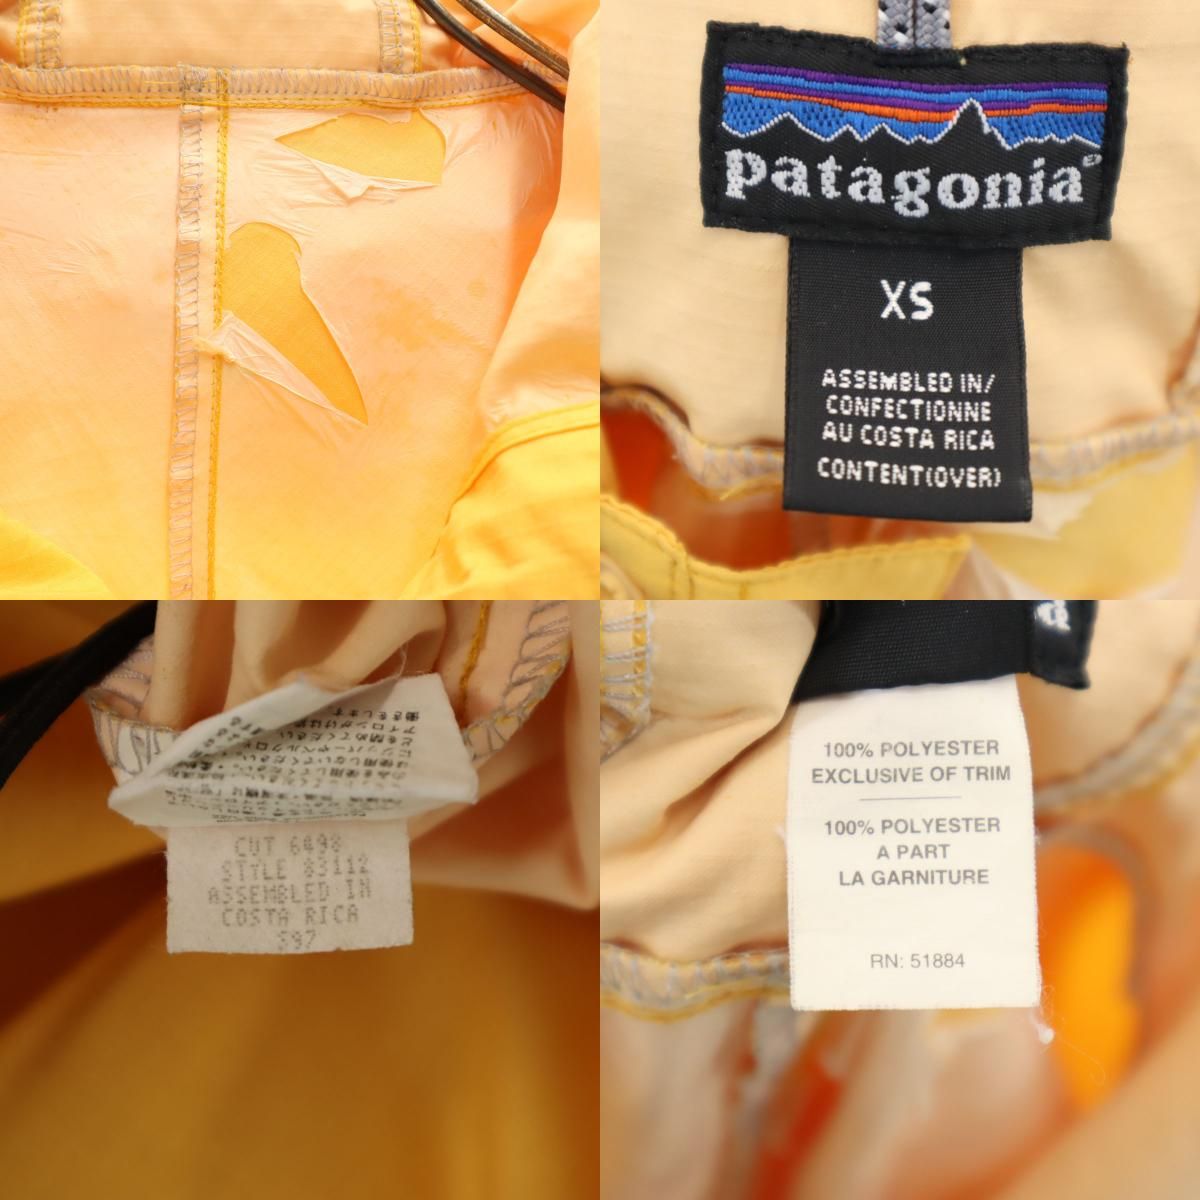 patagonia®
XS
ASSEMBLED IN/
CONFECTIONNE
AU COSTA RICA
CONTENT(OVER)
CUT 6498
STYLE 83112
ASSEMBLED IN
COSTA RICA
S97
100% POLYESTER
EXCLUSIVE OF TRIM
100% POLYESTER
A PART
LA GARNITURE
RN: 51884